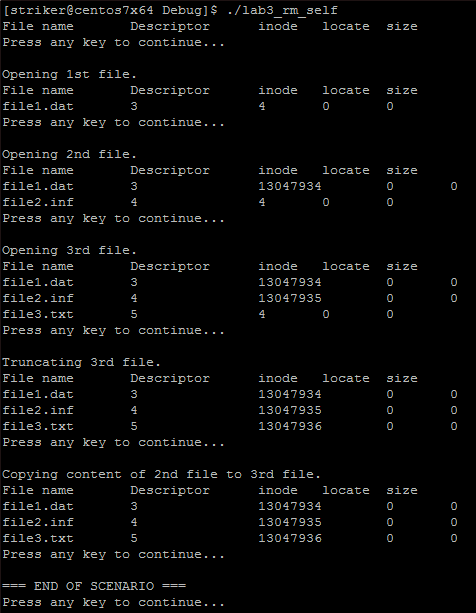 [striker@centos7x64 Debug]$ ./lab3_rm_self
File name Descriptor inode locate size
Press any key to continue...
Opening 1st file.
File name Descriptor inode locate size
file1.dat 3 4 0 0
Press any key to continue...
Opening 2nd file.
File name Descriptor inode locate size
file1.dat 3 13047934 0 0
file2.inf 4 4 0 0
Press any key to continue...
Opening 3rd file.
File name Descriptor inode locate size
file1.dat 3 13047934 0 0
file2.inf 4 13047935 0 0
file3.txt 5 4 0 0
Press any key to continue...
Truncating 3rd file.
File name Descriptor inode locate size
file1.dat 3 13047934 0 0
file2.inf 4 13047935 0 0
file3.txt 5 13047936 0 0
Press any key to continue...
Copying content of 2nd file to 3rd file.
File name Descriptor inode locate size
file1.dat 3 13047934 0 0
file2.inf 4 13047935 0 0
file3.txt 5 13047936 0 0
Press any key to continue...
=== END OF SCENARIO ===
Press any key to continue...